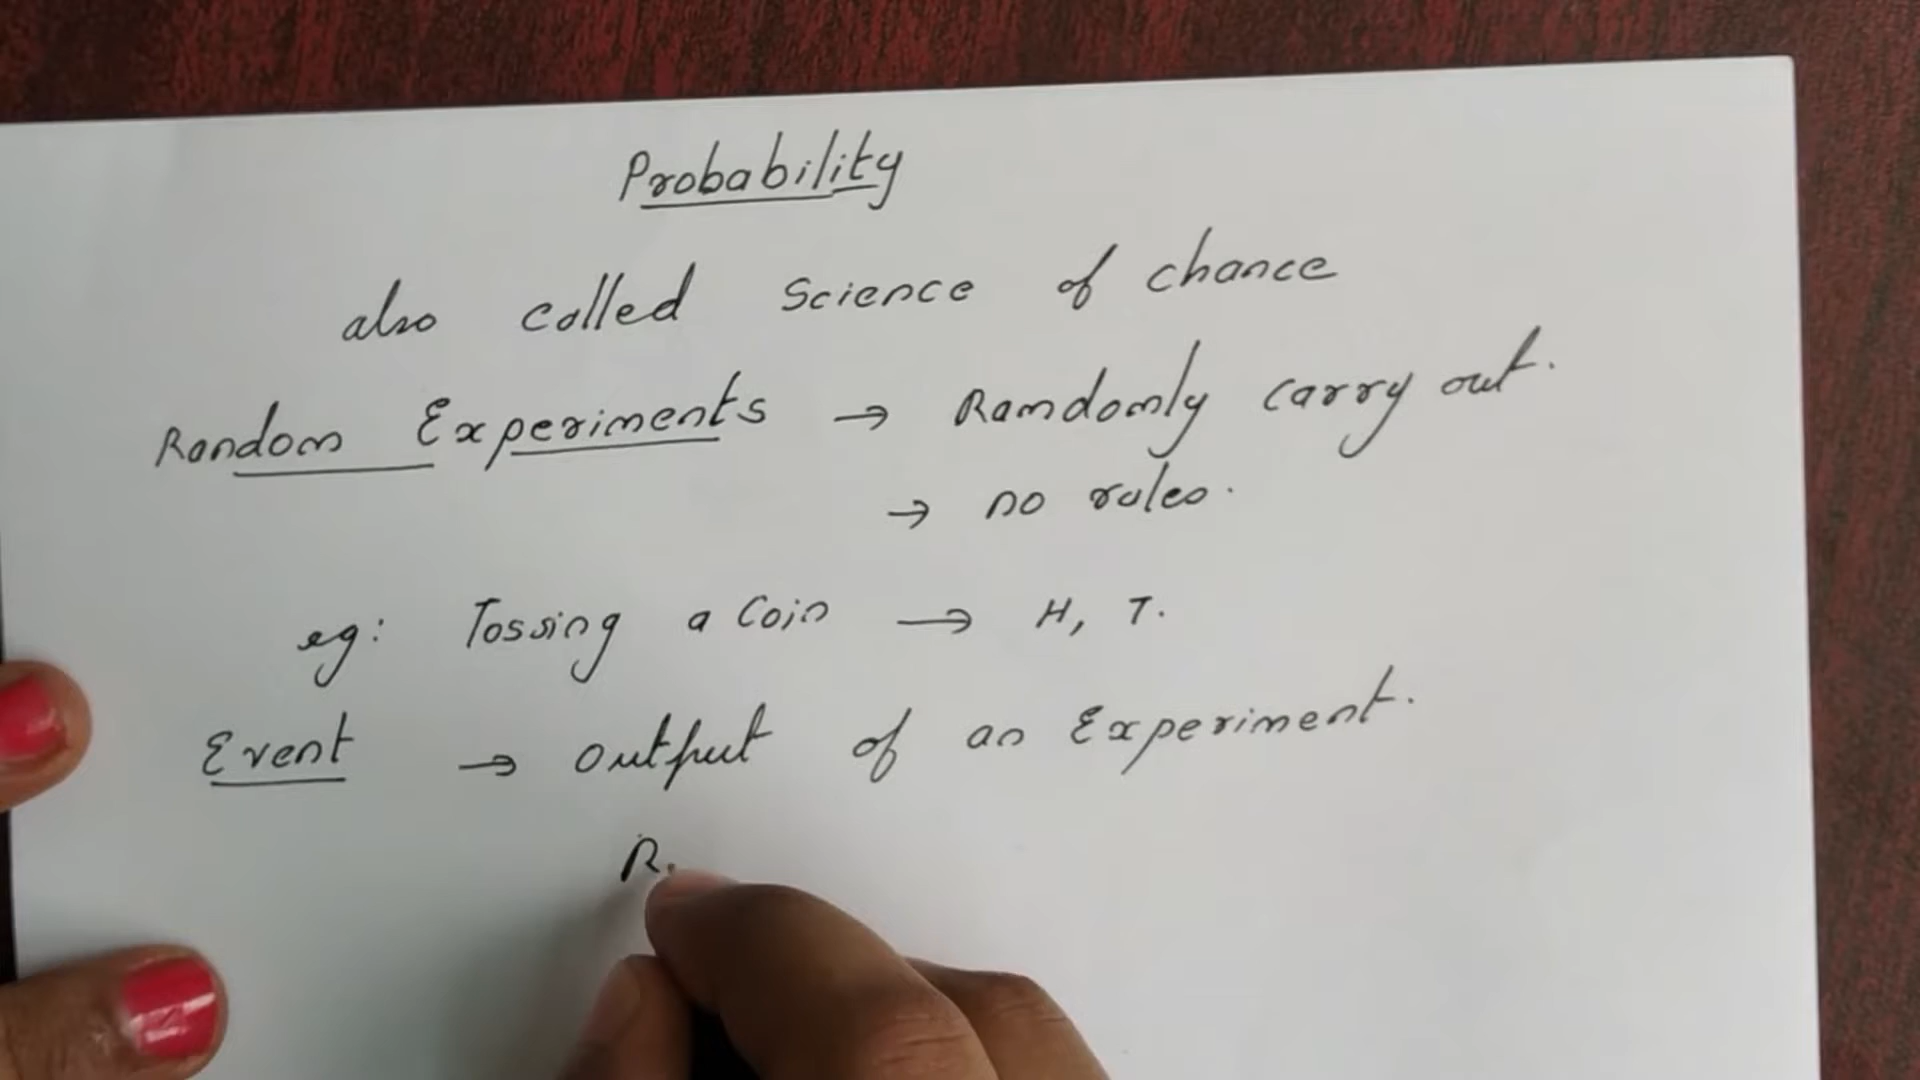 Probability
also called Science of chance
Random Experiments → Randomly carry out.
→ no rules.
eg: Tossing a Coin → H, T.
Event → output of an Experiment.
R